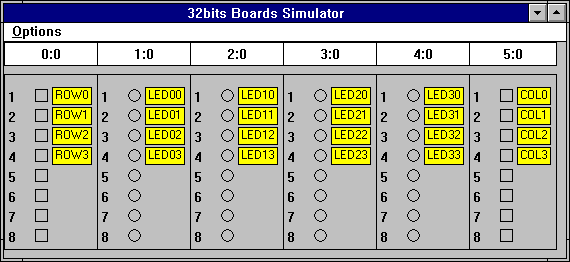 32bits Boards Simulator
Options
0:0 1:0 2:0 3:0 4:0 5:0
1 ROW0 1 LED00 1 LED10 1 LED20 1 LED30 1 COL0
2 ROW1 2 LED01 2 LED11 2 LED21 2 LED31 2 COL1
3 ROW2 3 LED02 3 LED12 3 LED22 3 LED32 3 COL2
4 ROW3 4 LED03 4 LED13 4 LED23 4 LED33 4 COL3
5 5 5 5 5 5
6 6 6 6 6 6
7 7 7 7 7 7
8 8 8 8 8 8